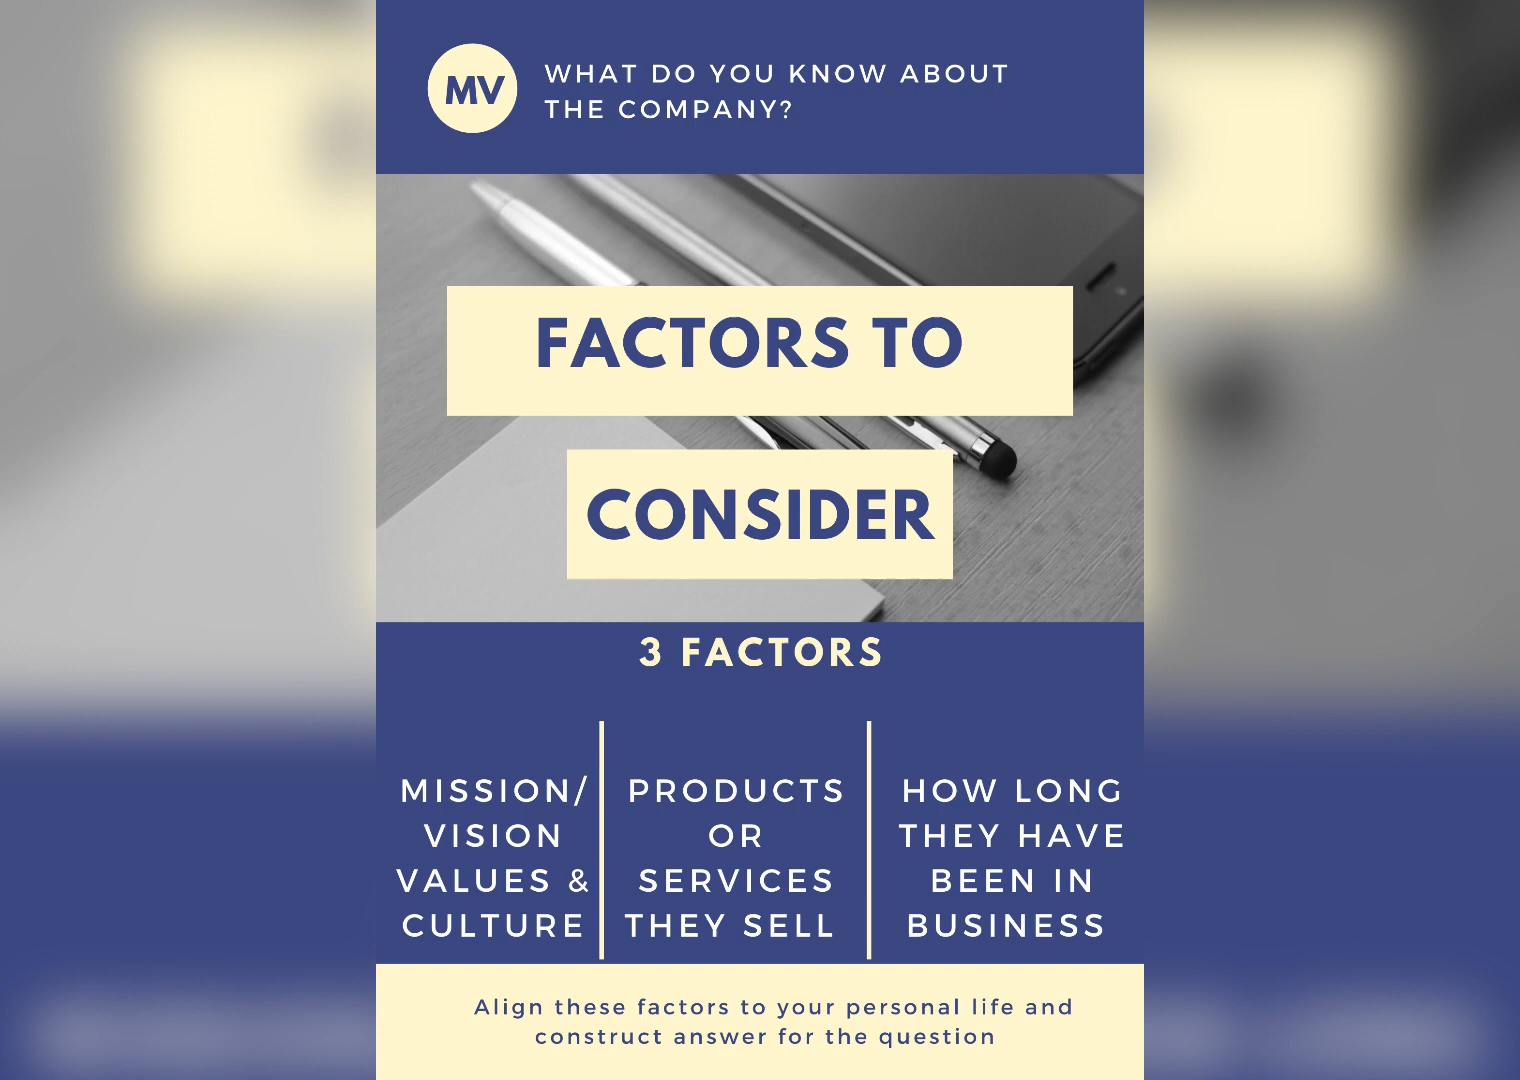 MV
WHAT DO YOU KNOW ABOUT
THE COMPANY?
FACTORS TO
CONSIDER
3 FACTORS
MISSION/
VISION
VALUES &
CULTURE
PRODUCTS
OR
SERVICES
THEY SELL
HOW LONG
THEY HAVE
BEEN IN
BUSINESS
Align these factors to your personal life and
construct answer for the question